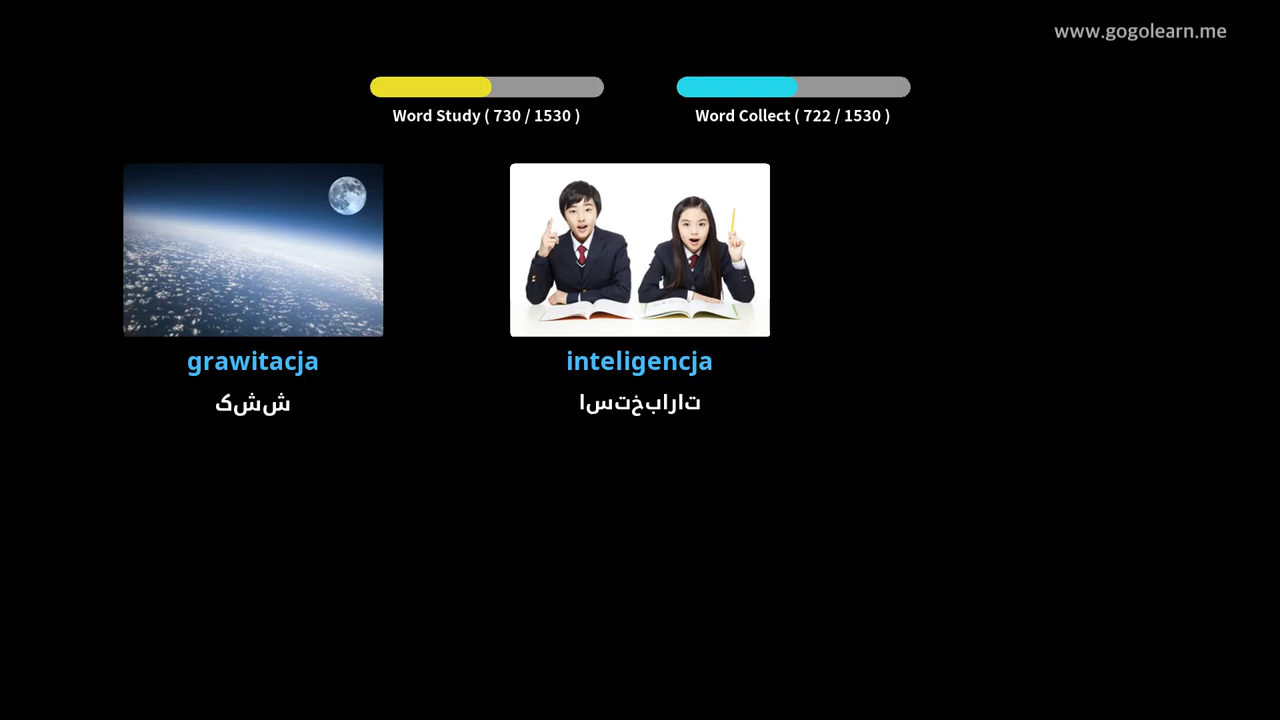 www.gogolearn.me
Word Study ( 730 / 1530 )
Word Collect ( 722 / 1530 )
grawitacja
کشش
inteligencja
استخبارات